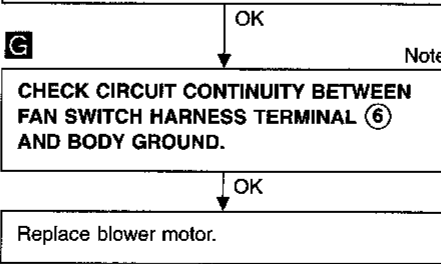 OK
G
Note
CHECK CIRCUIT CONTINUITY BETWEEN
FAN SWITCH HARNESS TERMINAL ⑥
AND BODY GROUND.
OK
Replace blower motor.